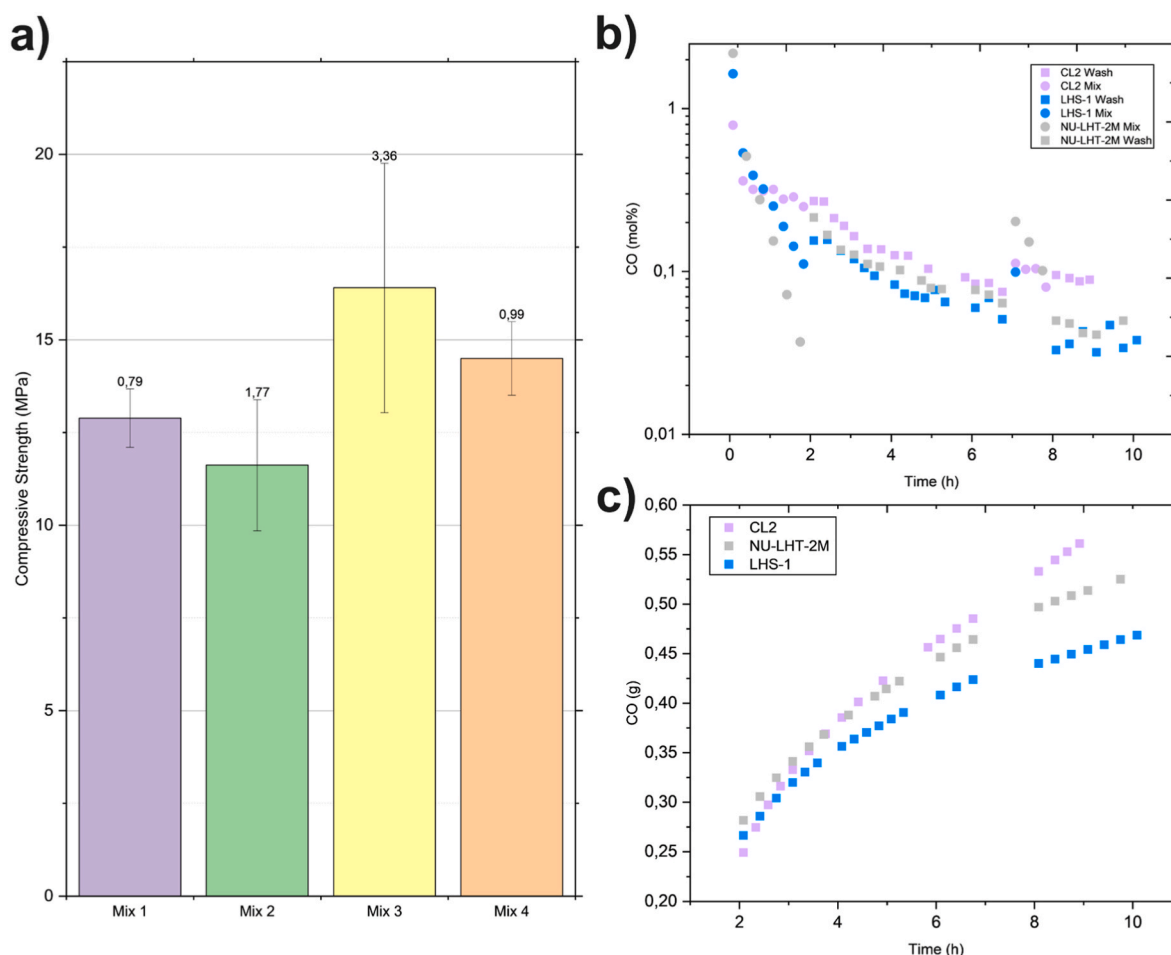 a)
Compressive Strength (MPa)
20
15
10
5
0
0,79
1,77
3,36
0,99
Mix 1
Mix 2
Mix 3
Mix 4
b)
CO (mol%)
1
0,1
0,01
CL2 Wash
CL2 Mix
LHS-1 Wash
LHS-1 Mix
NU-LHT-2M Mix
NU-LHT-2M Wash
0
2
4
6
8
10
Time (h)
c)
CO (g)
0,60
0,55
0,50
0,45
0,40
0,35
0,30
0,25
0,20
CL2
NU-LHT-2M
LHS-1
2
4
6
8
10
Time (h)